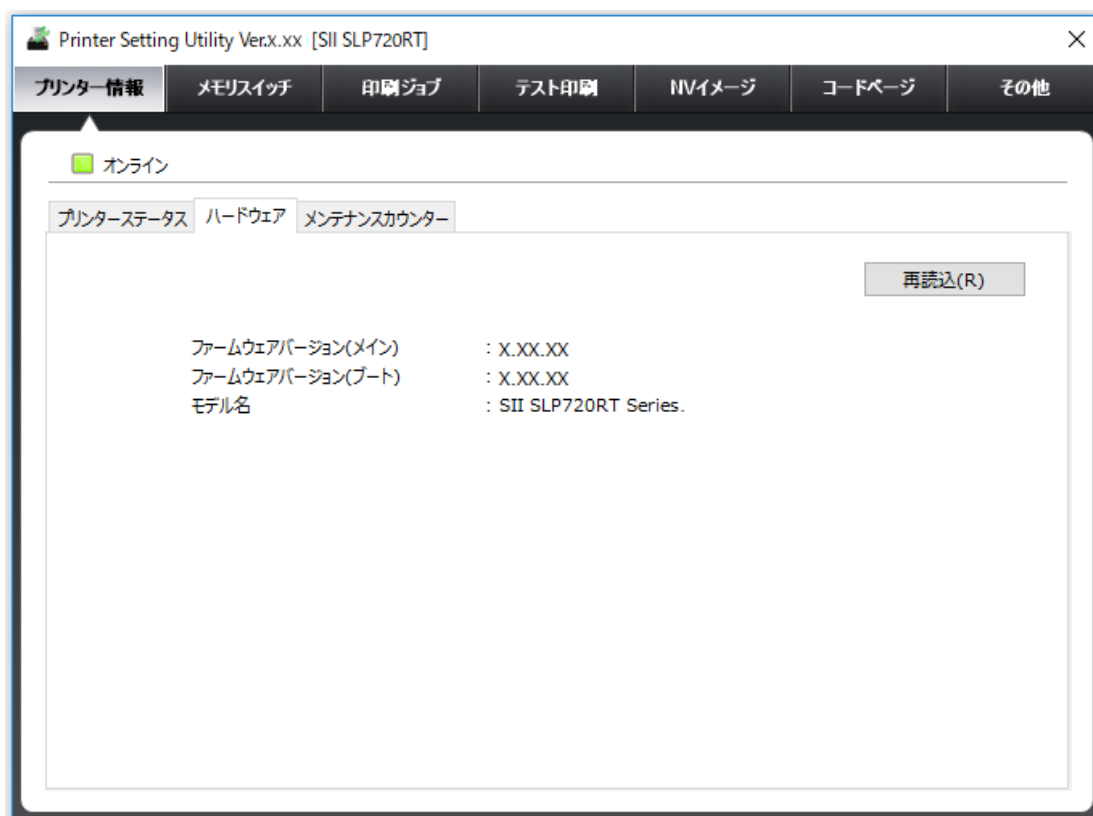 Printer Setting Utility Ver.x.xx [SII SLP720RT]
プリンター情報 メモリスイッチ 印刷ジョブ テスト印刷 NVイメージ コードページ その他
オンライン
プリンターステータス ハードウェア メンテナンスカウンター
再読込(R)
ファームウェアバージョン(メイン) : X.XX.XX
ファームウェアバージョン(ブート) : X.XX.XX
モデル名 : SII SLP720RT Series.